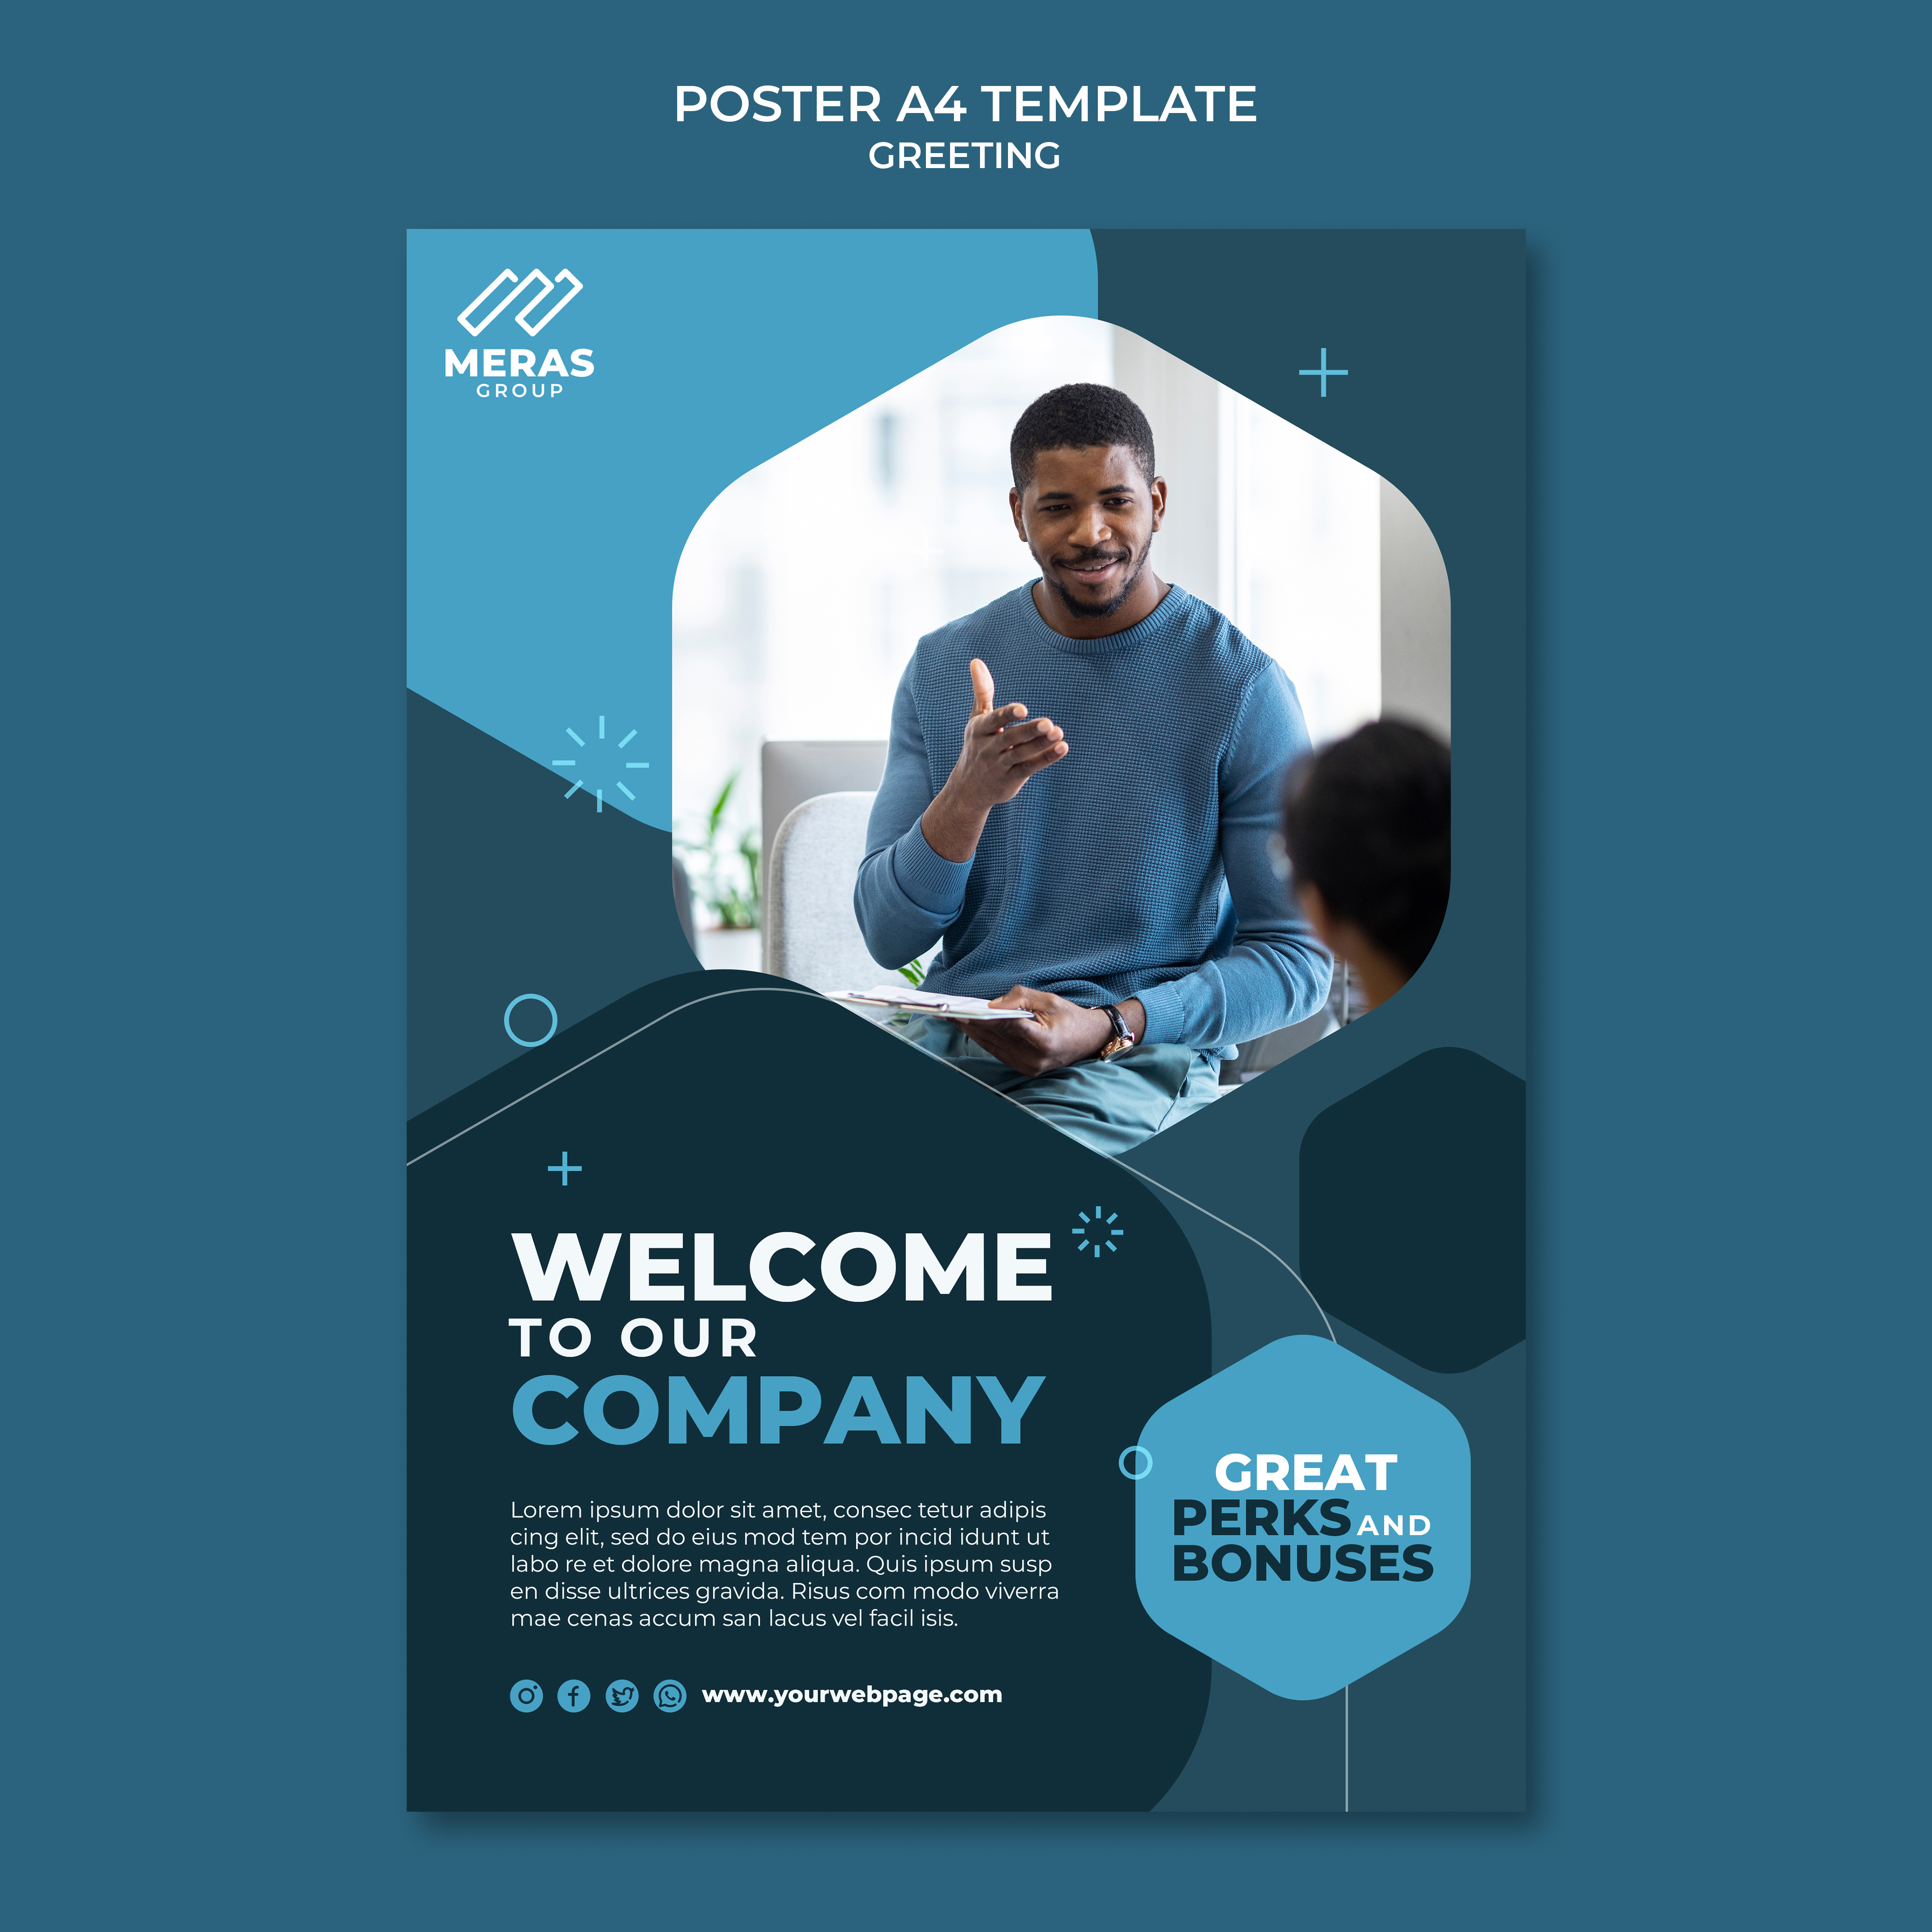 POSTER A4 TEMPLATE
GREETING
MERAS
GROUP
WELCOME
TO OUR
COMPANY
Lorem ipsum dolor sit amet, consec tetur adipis
cing elit, sed do eius mod tem por incid idunt ut
labo re et dolore magna aliqua. Quis ipsum susp
en disse ultrices gravida. Risus com modo viverra
mae cenas accum san lacus vel facil isis.
www.yourwebpage.com
GREAT
PERKS AND
BONUSES